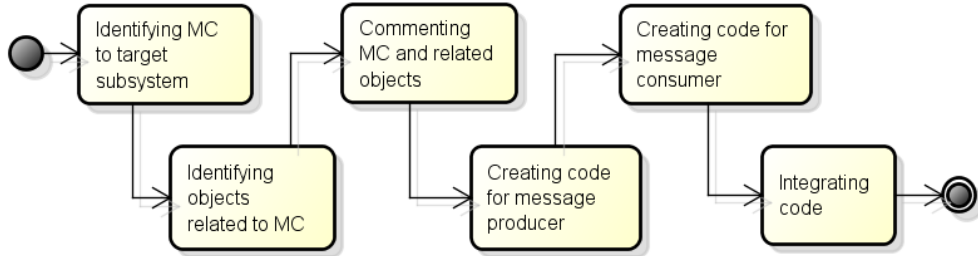 Identifying MC
to target
subsystem
Identifying
objects
related to MC
Commenting
MC and related
objects
Creating code
for message
producer
Creating code for
message
consumer
Integrating
code